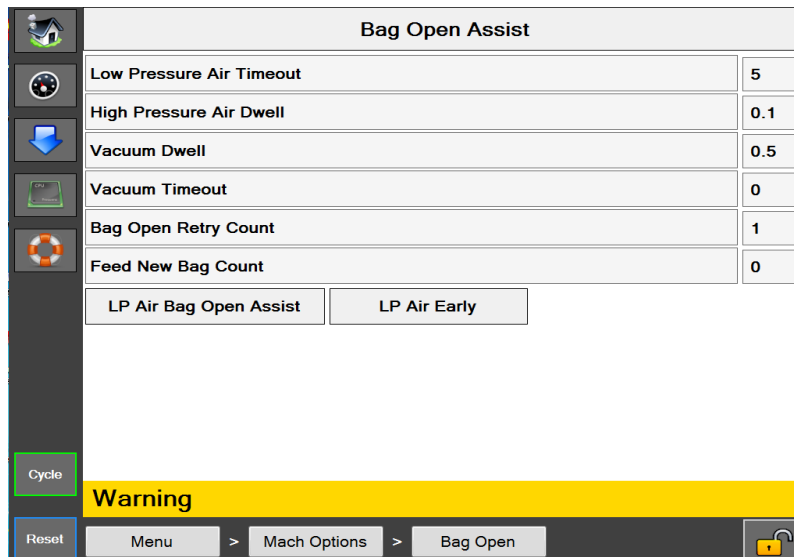 Bag Open Assist
Low Pressure Air Timeout 5
High Pressure Air Dwell 0.1
Vacuum Dwell 0.5
Vacuum Timeout 0
Bag Open Retry Count 1
Feed New Bag Count 0
LP Air Bag Open Assist LP Air Early
Cycle
Warning
Reset Menu > Mach Options > Bag Open